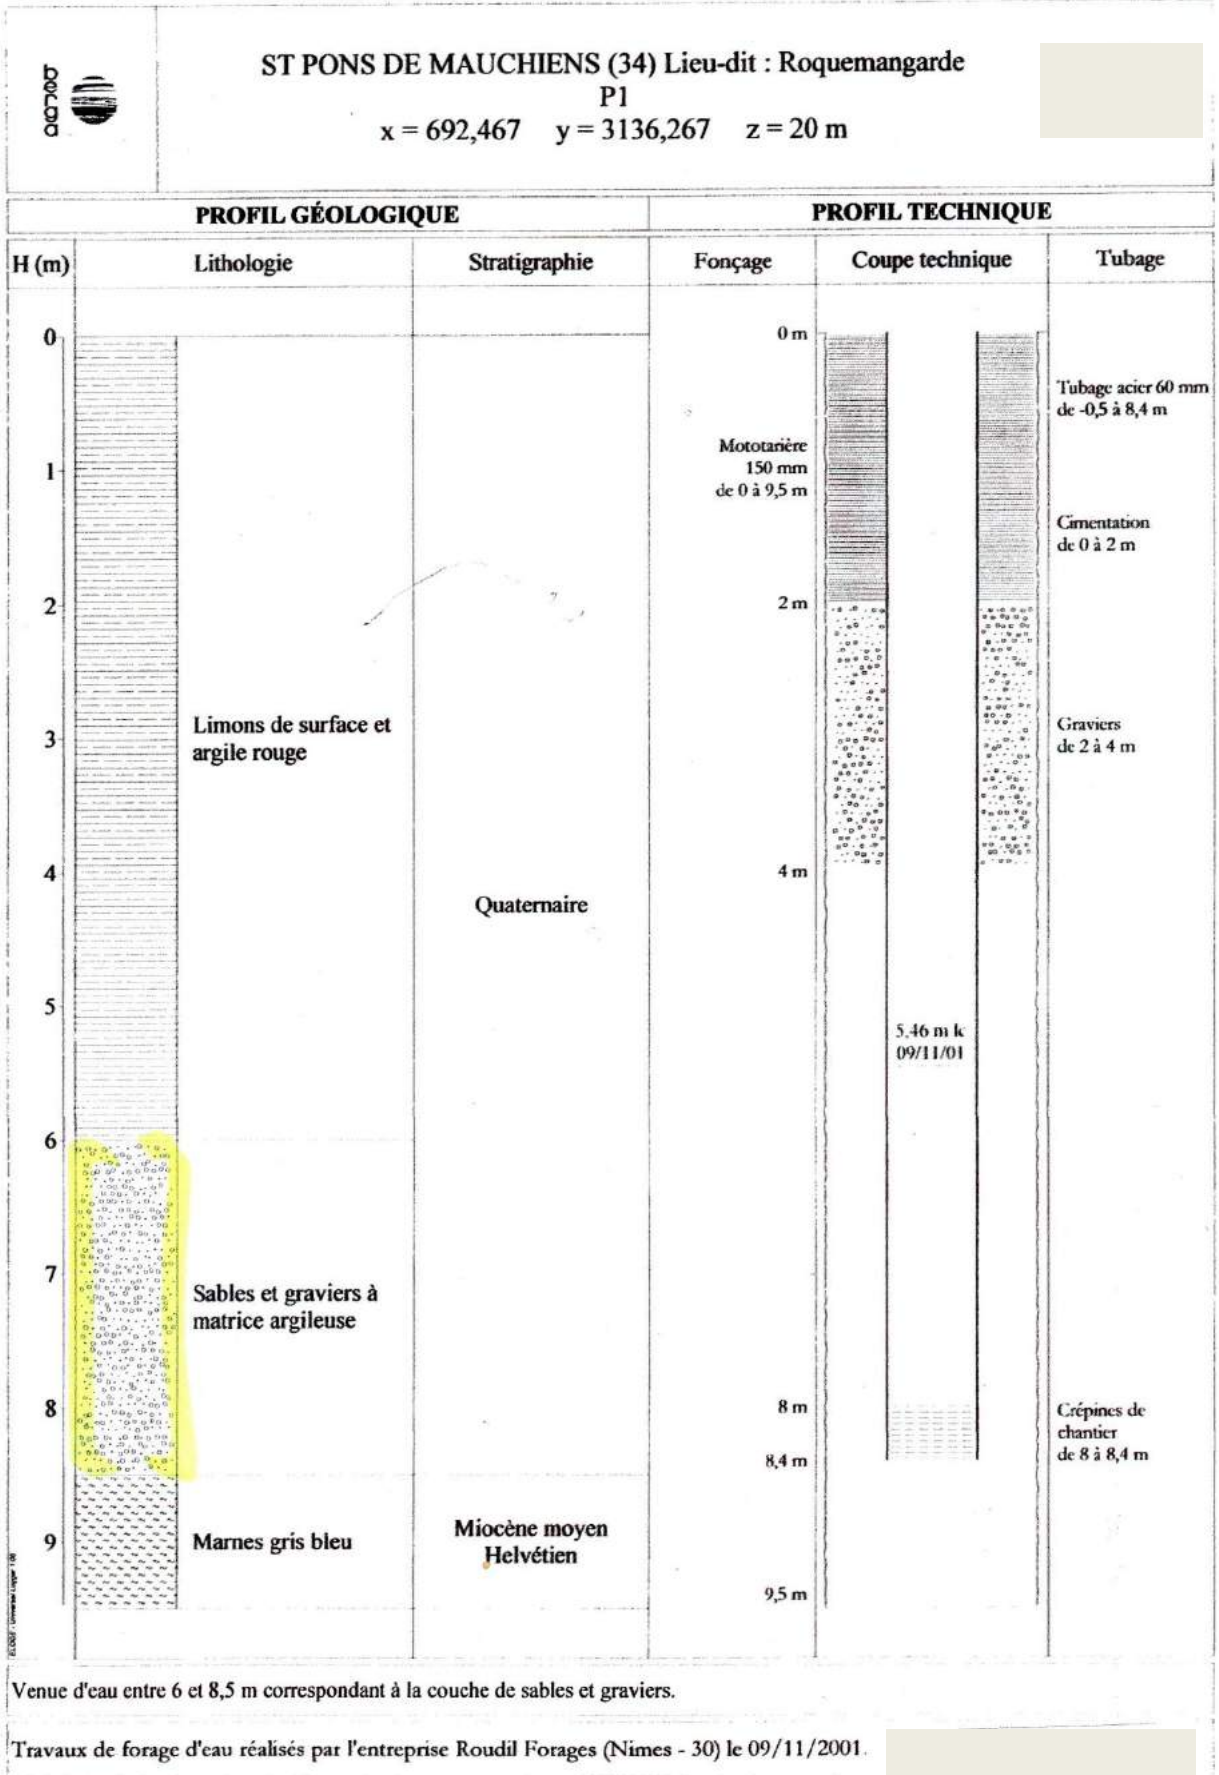 berga
ST PONS DE MAUCHIENS (34) Lieu-dit : Roquemangarde
P1
x = 692,467 y = 3136,267 z = 20 m
PROFIL GÉOLOGIQUE
PROFIL TECHNIQUE
H (m)
Lithologie
Stratigraphie
Fonçage
Coupe technique
Tubage
0
1
2
3
4
5
6
7
8
9
Limons de surface et
argile rouge
Sables et graviers à
matrice argileuse
Marnes gris bleu
Quaternaire
Miocène moyen
Helvétien
0 m
Mototarière
150 mm
de 0 à 9,5 m
2 m
4 m
8 m
8,4 m
9,5 m
5,46 m k
09/11/01
Tubage acier 60 mm
de -0,5 à 8,4 m
Cimentation
de 0 à 2 m
Graviers
de 2 à 4 m
Crépines de
chantier
de 8 à 8,4 m
Venue d'eau entre 6 et 8,5 m correspondant à la couche de sables et graviers.
Travaux de forage d'eau réalisés par l'entreprise Roudil Forages (Nimes - 30) le 09/11/2001.